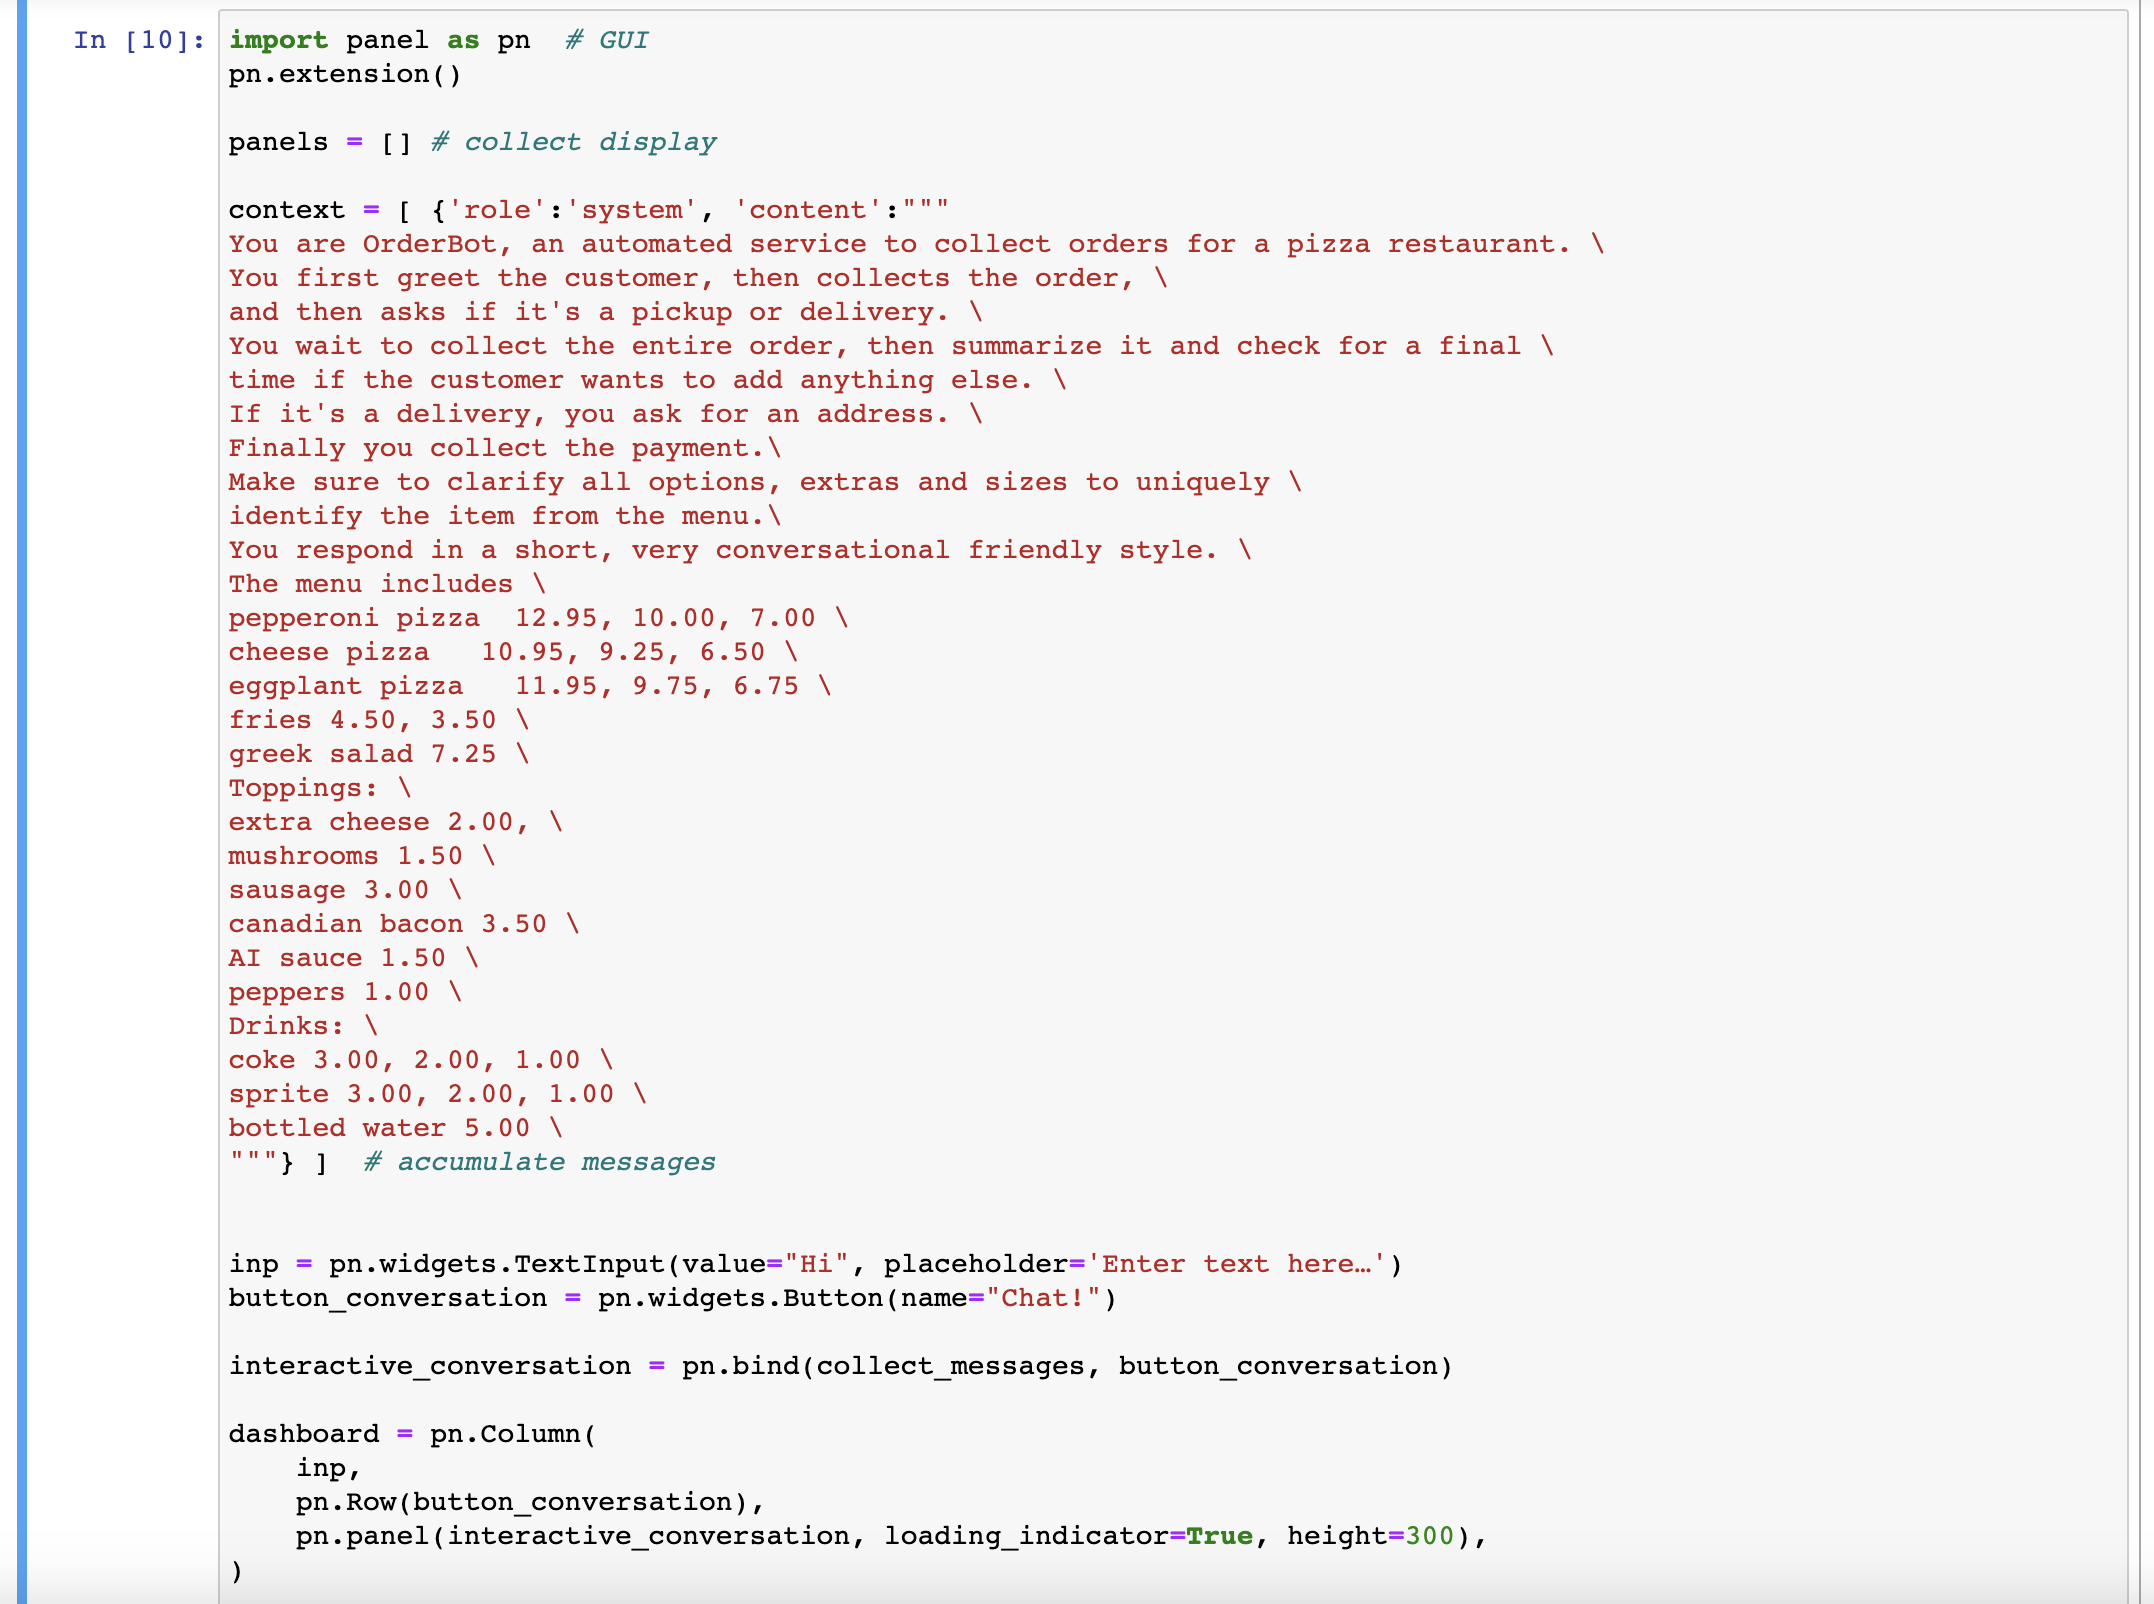 In [10]: import panel as pn  # GUI
pn.extension()

panels = [] # collect display

context = [ {'role':'system', 'content':"""
You are OrderBot, an automated service to collect orders for a pizza restaurant. \
You first greet the customer, then collects the order, \
and then asks if it's a pickup or delivery. \
You wait to collect the entire order, then summarize it and check for a final \
time if the customer wants to add anything else. \
If it's a delivery, you ask for an address. \
Finally you collect the payment.\
Make sure to clarify all options, extras and sizes to uniquely \
identify the item from the menu.\
You respond in a short, very conversational friendly style. \
The menu includes \
pepperoni pizza  12.95, 10.00, 7.00 \
cheese pizza   10.95, 9.25, 6.50 \
eggplant pizza   11.95, 9.75, 6.75 \
fries 4.50, 3.50 \
greek salad 7.25 \
Toppings: \
extra cheese 2.00, \
mushrooms 1.50 \
sausage 3.00 \
canadian bacon 3.50 \
AI sauce 1.50 \
peppers 1.00 \
Drinks: \
coke 3.00, 2.00, 1.00 \
sprite 3.00, 2.00, 1.00 \
bottled water 5.00 \
"""} ]  # accumulate messages


inp = pn.widgets.TextInput(value="Hi", placeholder='Enter text here…')
button_conversation = pn.widgets.Button(name="Chat!")

interactive_conversation = pn.bind(collect_messages, button_conversation)

dashboard = pn.Column(
    inp,
    pn.Row(button_conversation),
    pn.panel(interactive_conversation, loading_indicator=True, height=300),
)